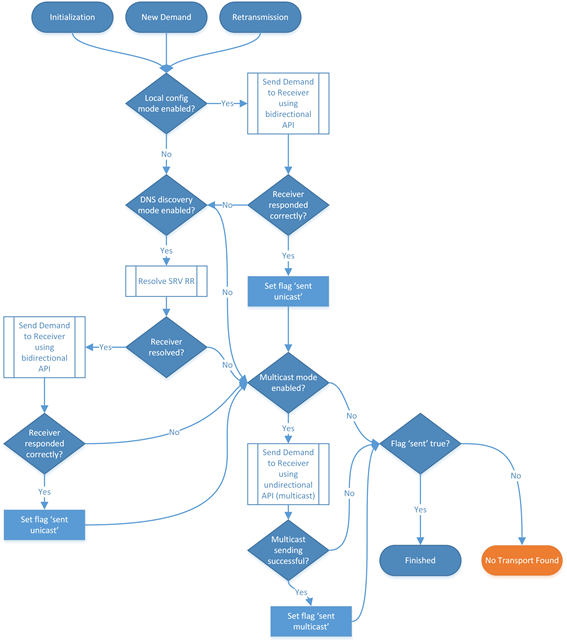 Initialization
New Demand
Retransmission
Local config
mode enabled?
Yes
Send Demand
to Receiver
using
bidirectional
API
No
DNS discovery
mode enabled?
No
Receiver
responded
correctly?
Yes
Yes
Resolve SRV RR
Set flag ‘sent
unicast’
No
Send Demand
to Receiver
using
bidirectional
API
Yes
Receiver
resolved?
No
Multicast mode
enabled?
No
Receiver
responded
correctly?
No
Yes
Flag ‘sent’ true?
Send Demand
to Receiver
using
undirectional
API (multicast)
No
No
Yes
Set flag ‘sent
unicast’
Yes
Multicast
sending
successful?
Finished
No Transport Found
Yes
Set flag ‘sent
multicast’